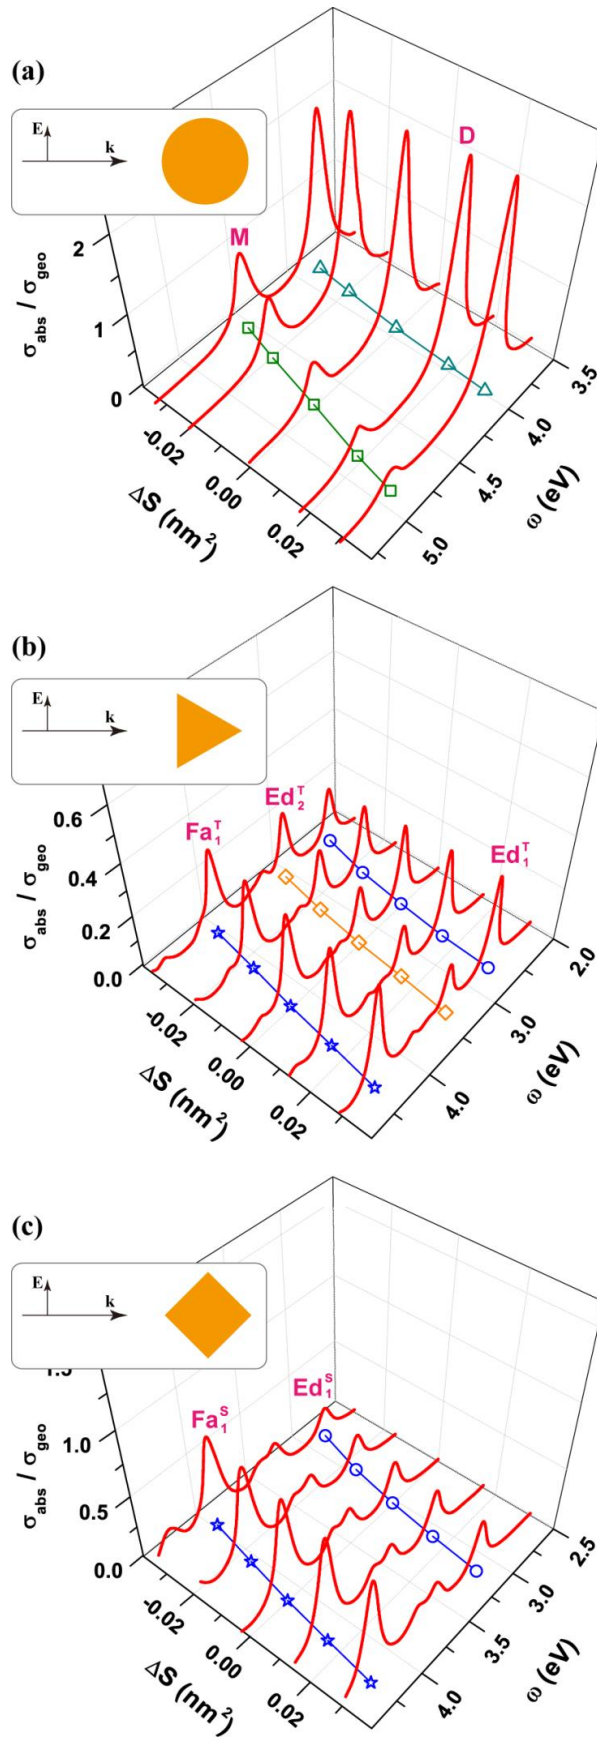 (a)
E
k
M
D
σabs / σgeo
2
1
0
-0.02
0.00
0.02
ΔS (nm²)
3.5
4.0
4.5
5.0
ω (eV)
(b)
E
k
Fa₁ᵀ
Ed₂ᵀ
Ed₁ᵀ
σabs / σgeo
0.6
0.4
0.2
0.0
-0.02
0.00
0.02
ΔS (nm²)
2.0
3.0
4.0
ω (eV)
(c)
E
k
Fa₁ˢ
Ed₁ˢ
σabs / σgeo
1.0
0.5
0.0
-0.02
0.00
0.02
ΔS (nm²)
2.5
3.0
3.5
4.0
ω (eV)